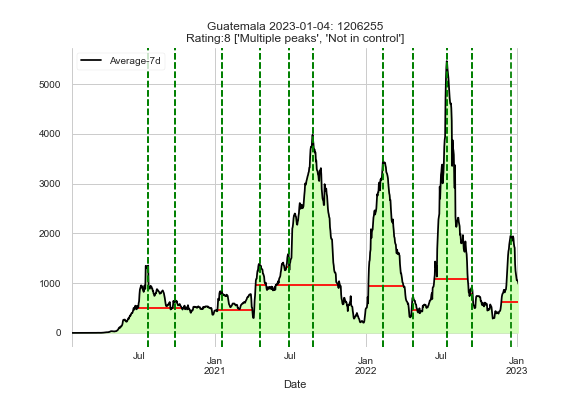 Guatemala 2023-01-04: 1206255
Rating:8 ['Multiple peaks', 'Not in control']
Average-7d
5000
4000
3000
2000
1000
0
Jul
Jan
2021
Jul
Jan
2022
Jul
Jan
2023
Date